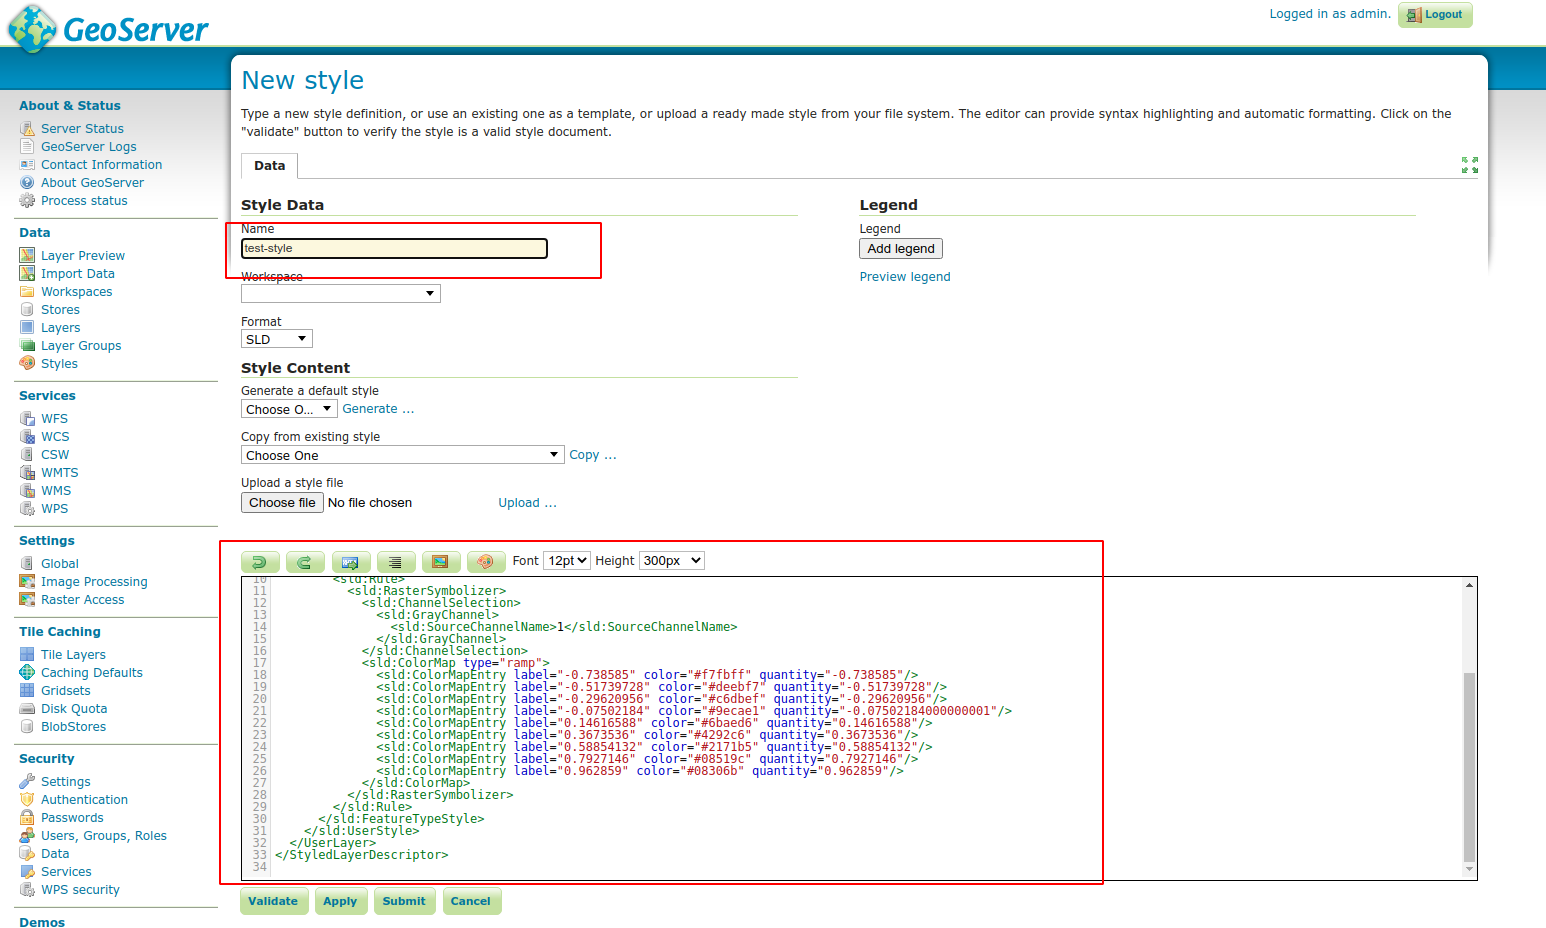 GeoServer
Logged in as admin.
Logout
About & Status
Server Status
GeoServer Logs
Contact Information
About GeoServer
Process status
Data
Layer Preview
Import Data
Workspaces
Stores
Layers
Layer Groups
Styles
Services
WFS
WCS
CSW
WMTS
WMS
WPS
Settings
Global
Image Processing
Raster Access
Tile Caching
Tile Layers
Caching Defaults
Gridsets
Disk Quota
BlobStores
Security
Settings
Authentication
Passwords
Users, Groups, Roles
Data
Services
WPS security
Demos
New style
Type a new style definition, or use an existing one as a template, or upload a ready made style from your file system. The editor can provide syntax highlighting and automatic formatting. Click on the
"validate" button to verify the style is a valid style document.
Data
Style Data
Name
test-style
Workspace
Format
SLD
Legend
Legend
Add legend
Preview legend
Style Content
Generate a default style
Choose O... Generate ...
Copy from existing style
Choose One Copy ...
Upload a style file
Choose file No file chosen Upload ...
Font 12pt Height 300px
10 <sld:Rule>
11 <sld:RasterSymbolizer>
12 <sld:ChannelSelection>
13 <sld:GrayChannel>
14 <sld:SourceChannelName>1</sld:SourceChannelName>
15 </sld:GrayChannel>
16 </sld:ChannelSelection>
17 <sld:ColorMap type="ramp">
18 <sld:ColorMapEntry label="-0.738585" color="#f7fbff" quantity="-0.738585"/>
19 <sld:ColorMapEntry label="-0.51739728" color="#deebf7" quantity="-0.51739728"/>
20 <sld:ColorMapEntry label="-0.29620956" color="#c6dbef" quantity="-0.29620956"/>
21 <sld:ColorMapEntry label="-0.07502184" color="#9ecae1" quantity="-0.07502184000000001"/>
22 <sld:ColorMapEntry label="0.14616588" color="#6baed6" quantity="0.14616588"/>
23 <sld:ColorMapEntry label="0.3673536" color="#4292c6" quantity="0.3673536"/>
24 <sld:ColorMapEntry label="0.58854132" color="#2171b5" quantity="0.58854132"/>
25 <sld:ColorMapEntry label="0.7927146" color="#08519c" quantity="0.7927146"/>
26 <sld:ColorMapEntry label="0.962859" color="#08306b" quantity="0.962859"/>
27 </sld:ColorMap>
28 </sld:RasterSymbolizer>
29 </sld:Rule>
30 </sld:FeatureTypeStyle>
31 </sld:UserStyle>
32 </UserLayer>
33 </StyledLayerDescriptor>
34
Validate
Apply
Submit
Cancel